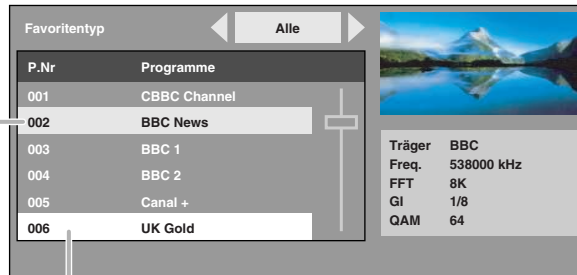 Favoritentyp Alle
P.Nr Programme
001 CBBC Channel
002 BBC News
003 BBC 1
004 BBC 2
005 Canal +
006 UK Gold
Träger BBC
Freq. 538000 kHz
FFT 8K
GI 1/8
QAM 64